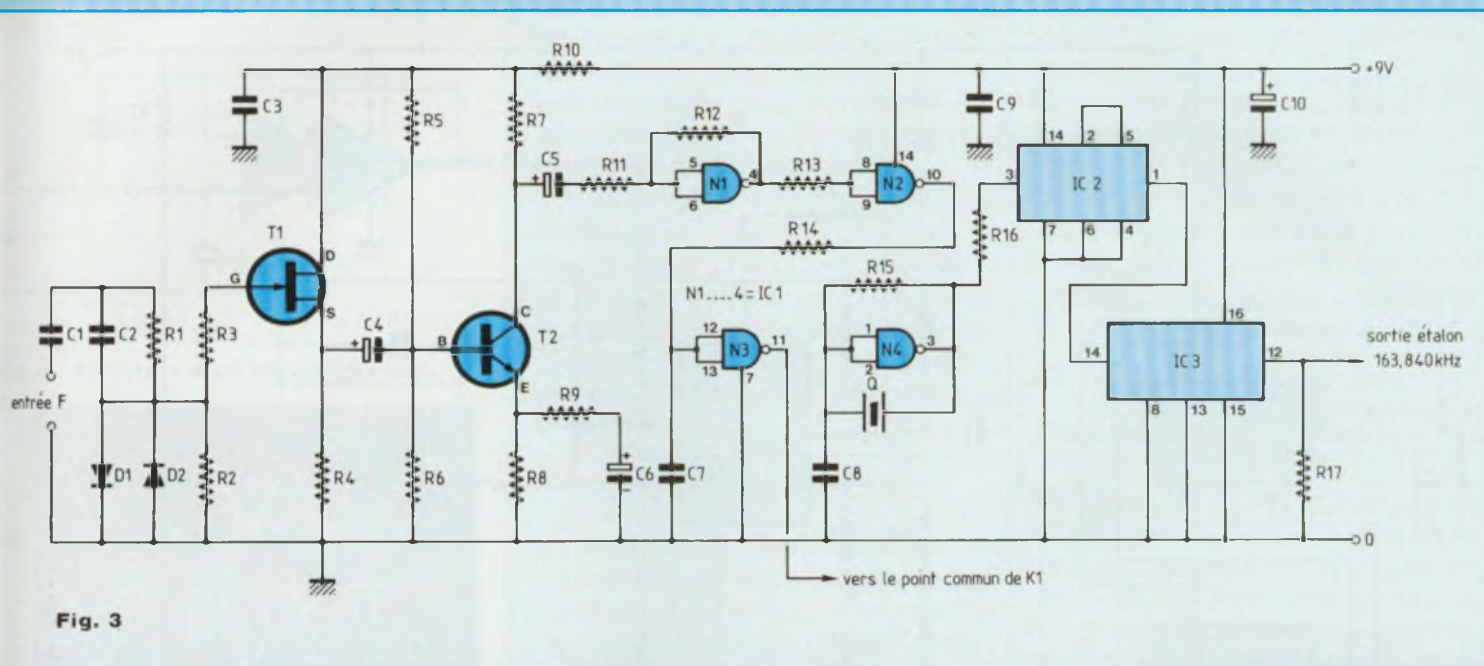 R10
+9V
C3
R5
R7
R12
C9
C10
14
2
5
C5
R11
5
N1
4
R13
8
14
N2
10
3
IC 2
1
+
6
9
R16
7
6
4
T1
D
R14
G
R15
S
C4
+
C
B
T2
E
N1....4 = IC1
12
N3
11
13
7
1
N4
3
2
Q
16
14
IC 3
12
sortie étalon
163,840kHz
8
13
15
C1
C2
R1
R3
entrée F
R9
+
D1
D2
R2
R4
R6
R8
C6
-
C7
C8
R17
0
vers le point commun de K1
Fig. 3